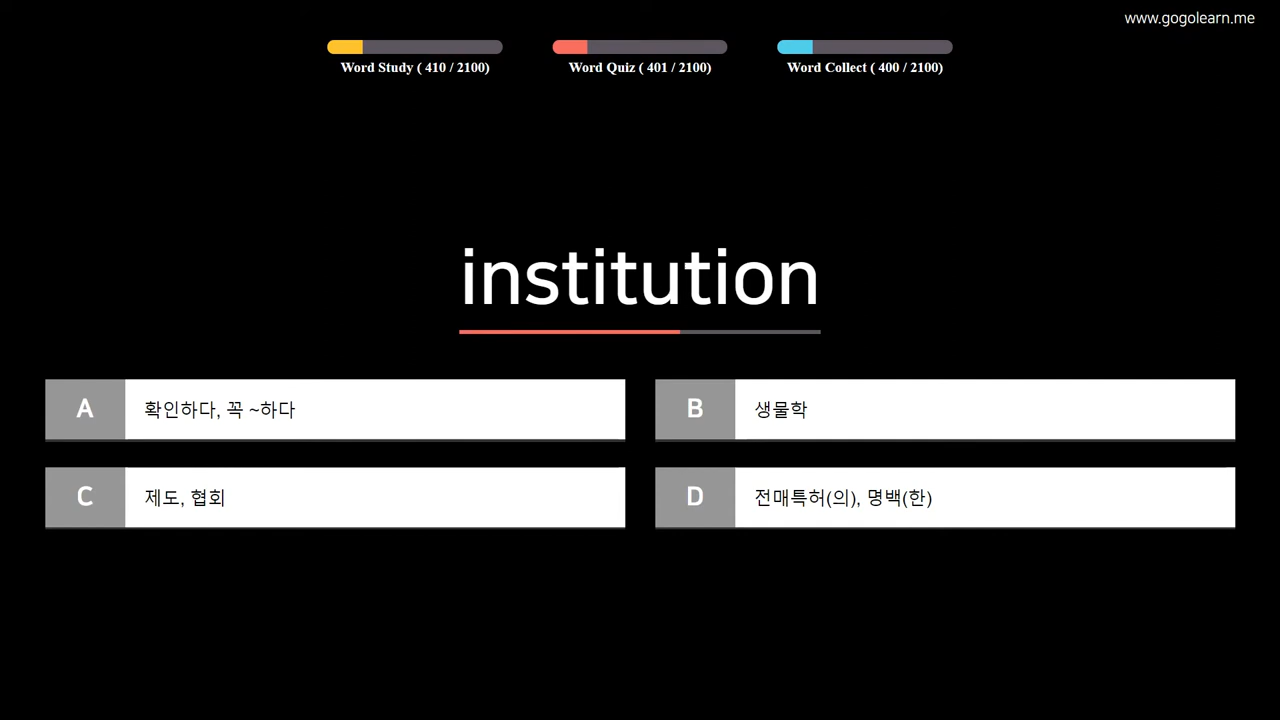 www.gogolearn.me
Word Study ( 410 / 2100)
Word Quiz ( 401 / 2100)
Word Collect ( 400 / 2100)
institution
A 확인하다, 꼭 ~하다
B 생물학
C 제도, 협회
D 전매특허(의), 명백(한)